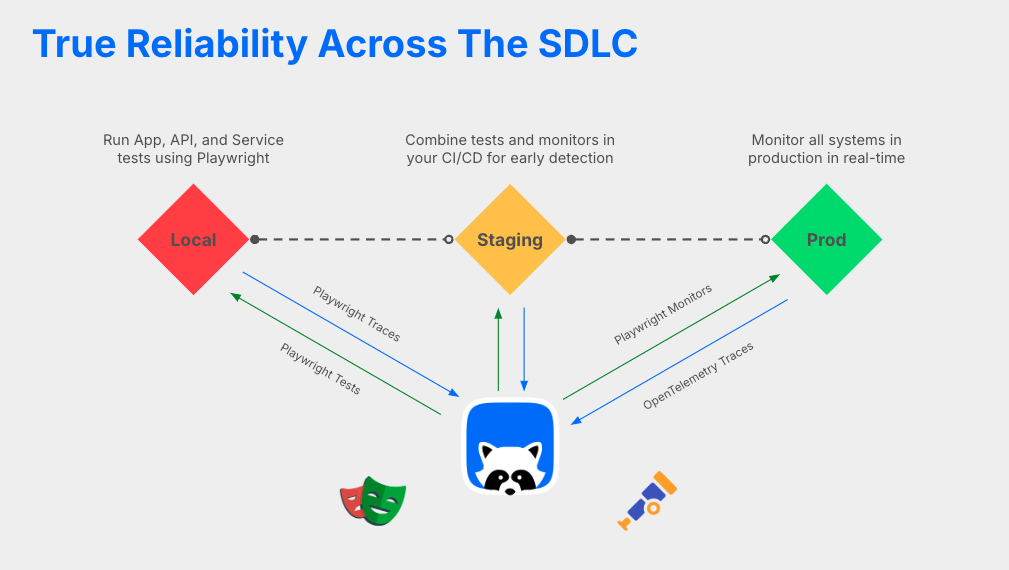 True Reliability Across The SDLC
Run App, API, and Service
tests using Playwright
Combine tests and monitors in
your CI/CD for early detection
Monitor all systems in
production in real-time
Local
Staging
Prod
Playwright Traces
Playwright Tests
Playwright Monitors
OpenTelemetry Traces